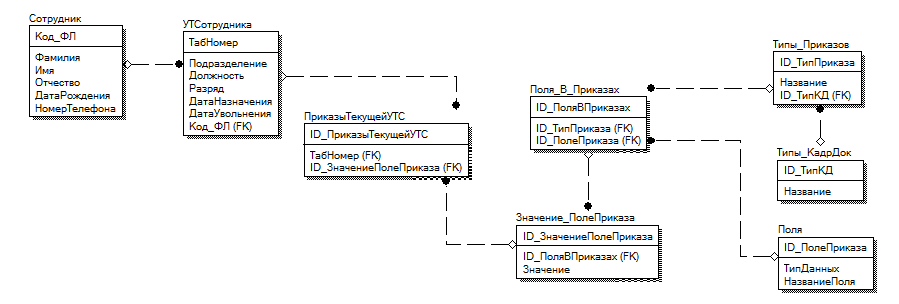 Сотрудник
Код_ФЛ
Фамилия
Имя
Отчество
ДатаРождения
НомерТелефона
УТСотрудника
ТабНомер
Подразделение
Должность
Разряд
ДатаНазначения
ДатаУвольнения
Код_ФЛ (FK)
ПриказыТекущейУТС
ID_ПриказыТекущейУТС
ТабНомер (FK)
ID_ЗначениеПолеПриказа (FK)
Поля_В_Приказах
ID_ПоляВПриказах
ID_ТипПриказа (FK)
ID_ПолеПриказа (FK)
Значение_ПолеПриказа
ID_ЗначениеПолеПриказа
ID_ПоляВПриказах (FK)
Значение
Типы_Приказов
ID_ТипПриказа
Название
ID_ТипКД (FK)
Типы_КадрДок
ID_ТипКД
Название
Поля
ID_ПолеПриказа
ТипДанных
НазваниеПоля